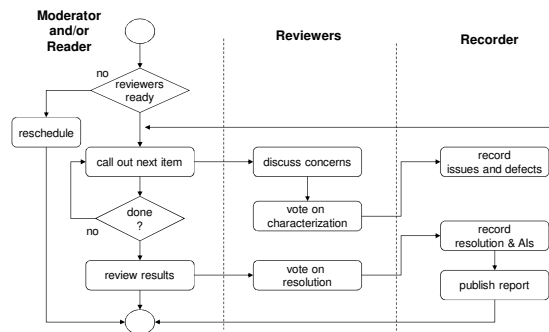 Moderator
and/or
Reader
Reviewers
Recorder
no
reviewers
ready
reschedule
call out next item
discuss concerns
record
issues and defects
done
?
no
vote on
characterization
record
resolution & AIs
review results
vote on
resolution
publish report